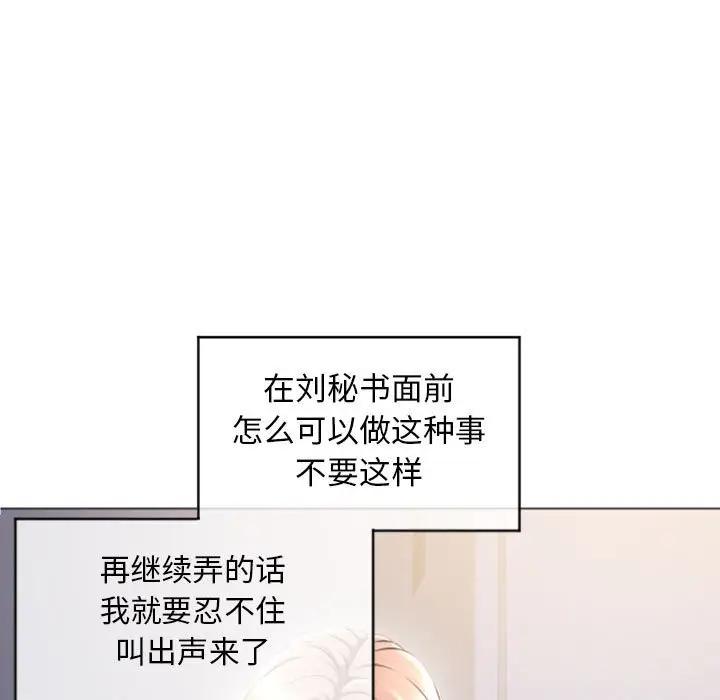 在刘秘书面前
怎么可以做这种事
不要这样
再继续弄的话
我就要忍不住
叫出声来了